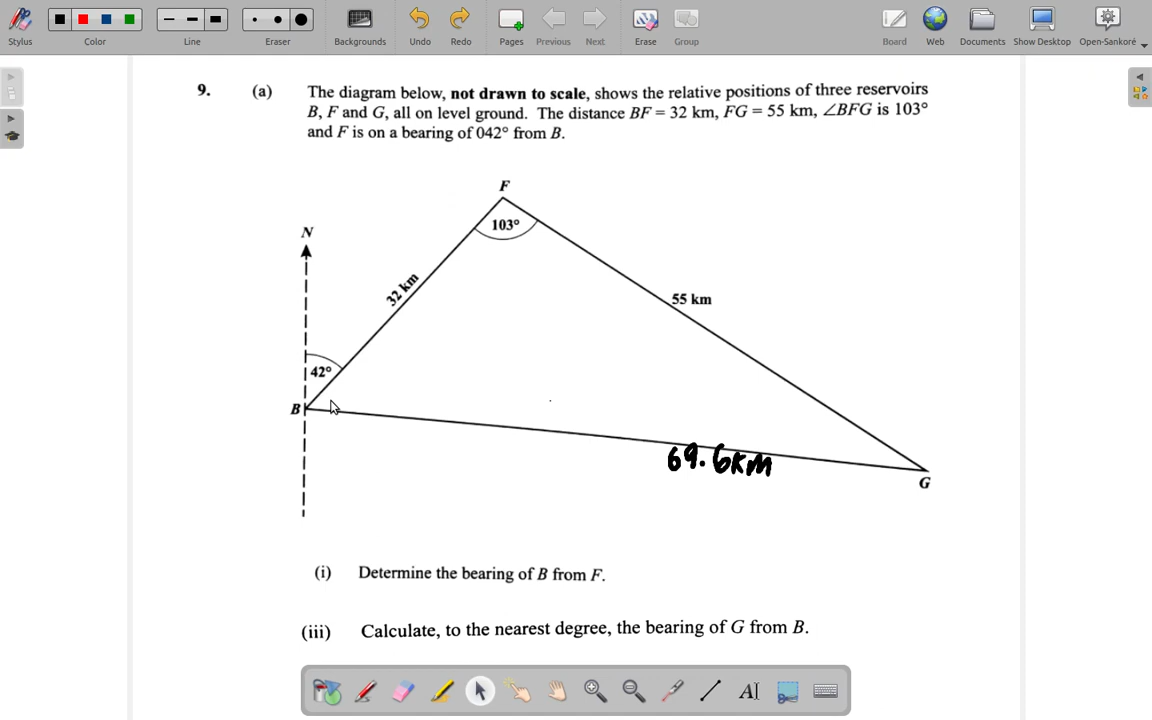 Stylus Color Line Eraser Backgrounds Undo Redo Pages Previous Next Erase Group Board Web Documents Show Desktop Open-Sankoré
9. (a) The diagram below, not drawn to scale, shows the relative positions of three reservoirs
B, F and G, all on level ground. The distance BF = 32 km, FG = 55 km, ∠BFG is 103°
and F is on a bearing of 042° from B.
F
103°
N
32 km
55 km
42°
B
69.6km
G
(i) Determine the bearing of B from F.
(iii) Calculate, to the nearest degree, the bearing of G from B.